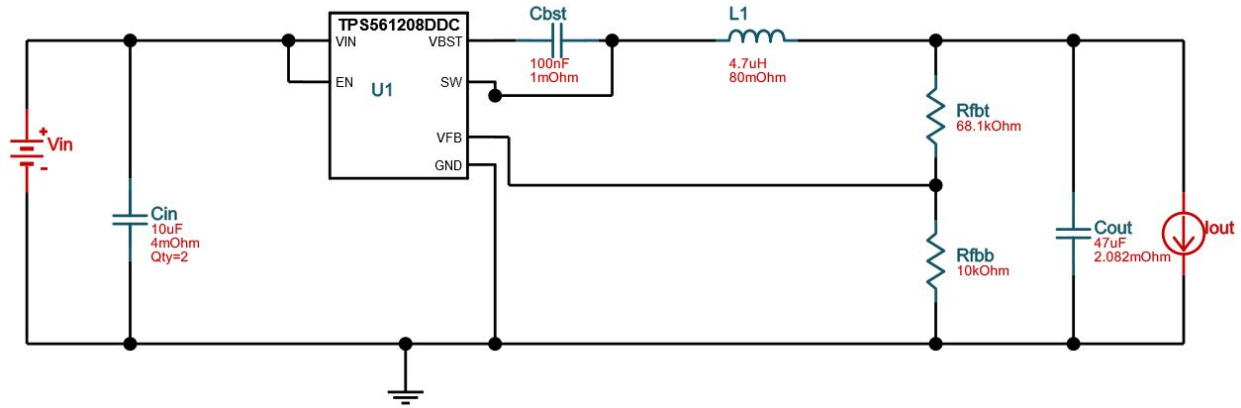 TPS561208DDC
VIN
VBST
EN
SW
U1
VFB
GND
Cbst
100nF
1mOhm
L1
4.7uH
80mOhm
Rfbt
68.1kOhm
+
Vin
-
Cin
10uF
4mOhm
Qty=2
Rfbb
10kOhm
Cout
47uF
2.082mOhm
Iout